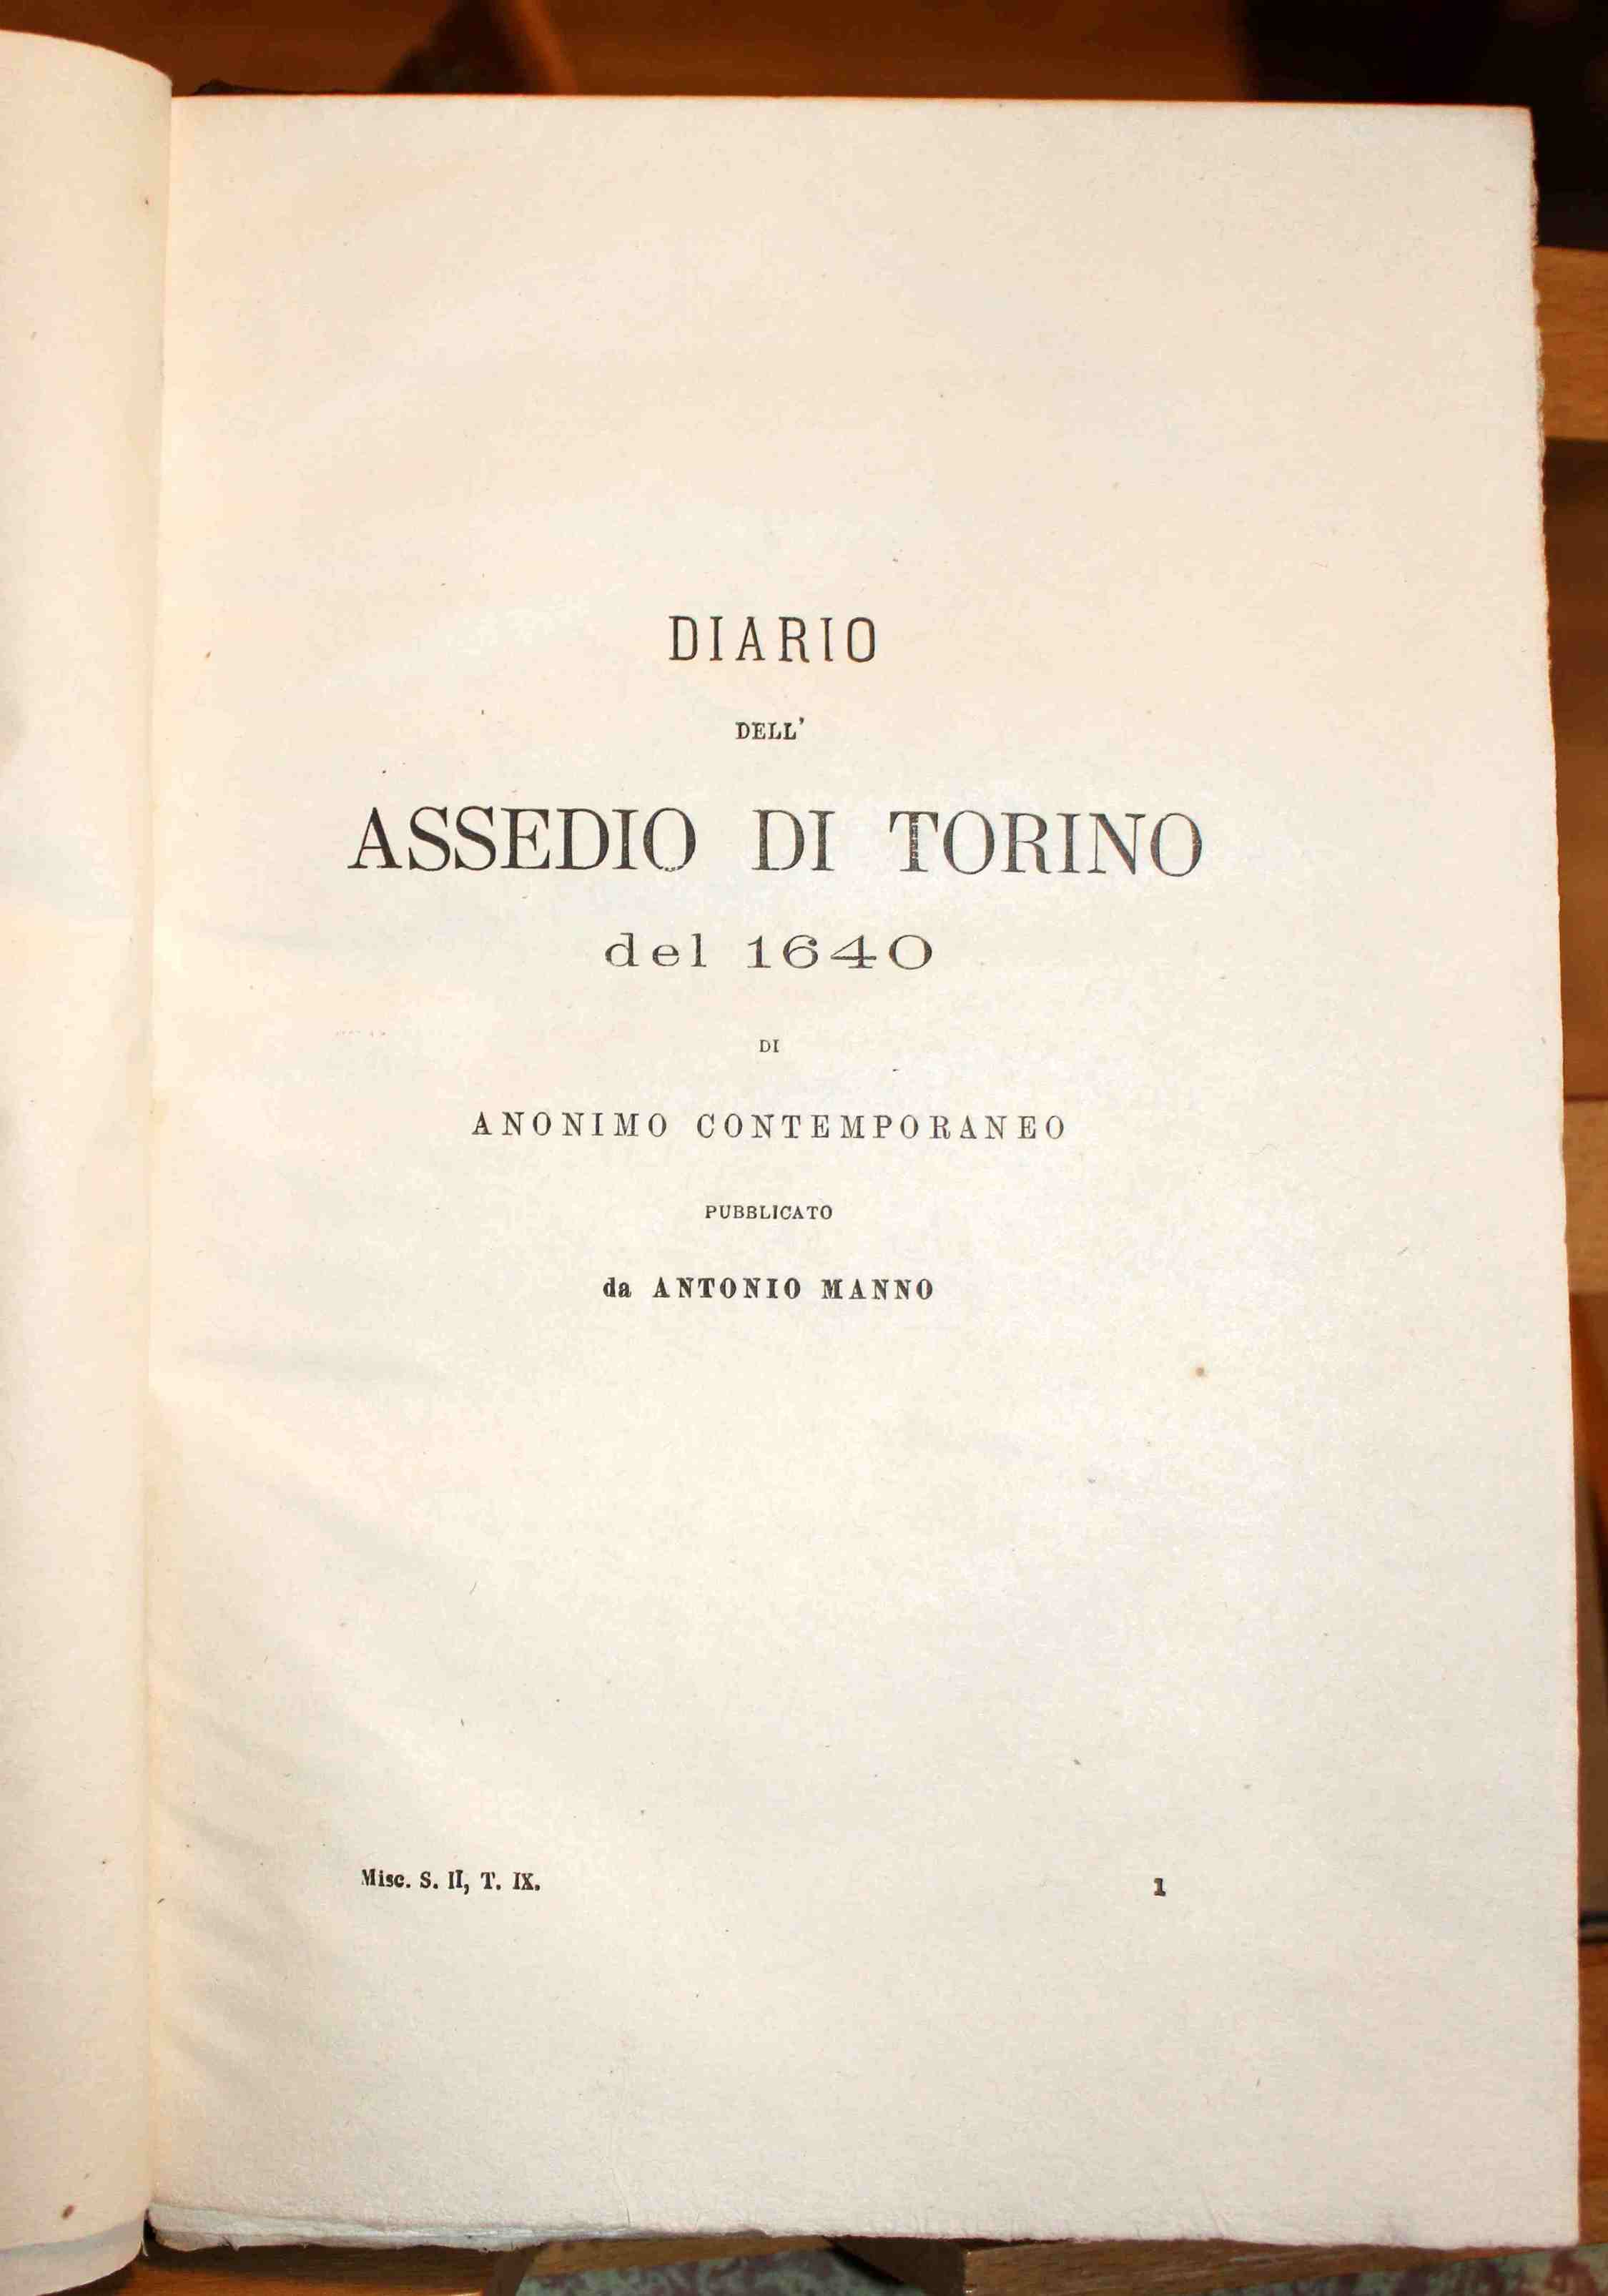 DIARIO
DELL'
ASSEDIO DI TORINO
del 1640
DI
ANONIMO CONTEMPORANEO
PUBBLICATO
da ANTONIO MANNO
Misc. S. II, T. IX. 1